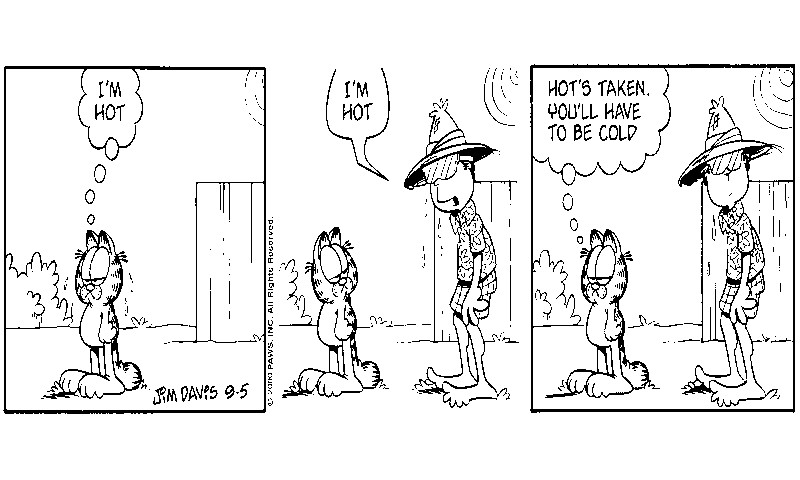 I'M
HOT
JIM DAVIS 9-5
PAWS, INC. All Rights Reserved.
I'M
HOT
HOT'S TAKEN.
YOU'LL HAVE
TO BE COLD